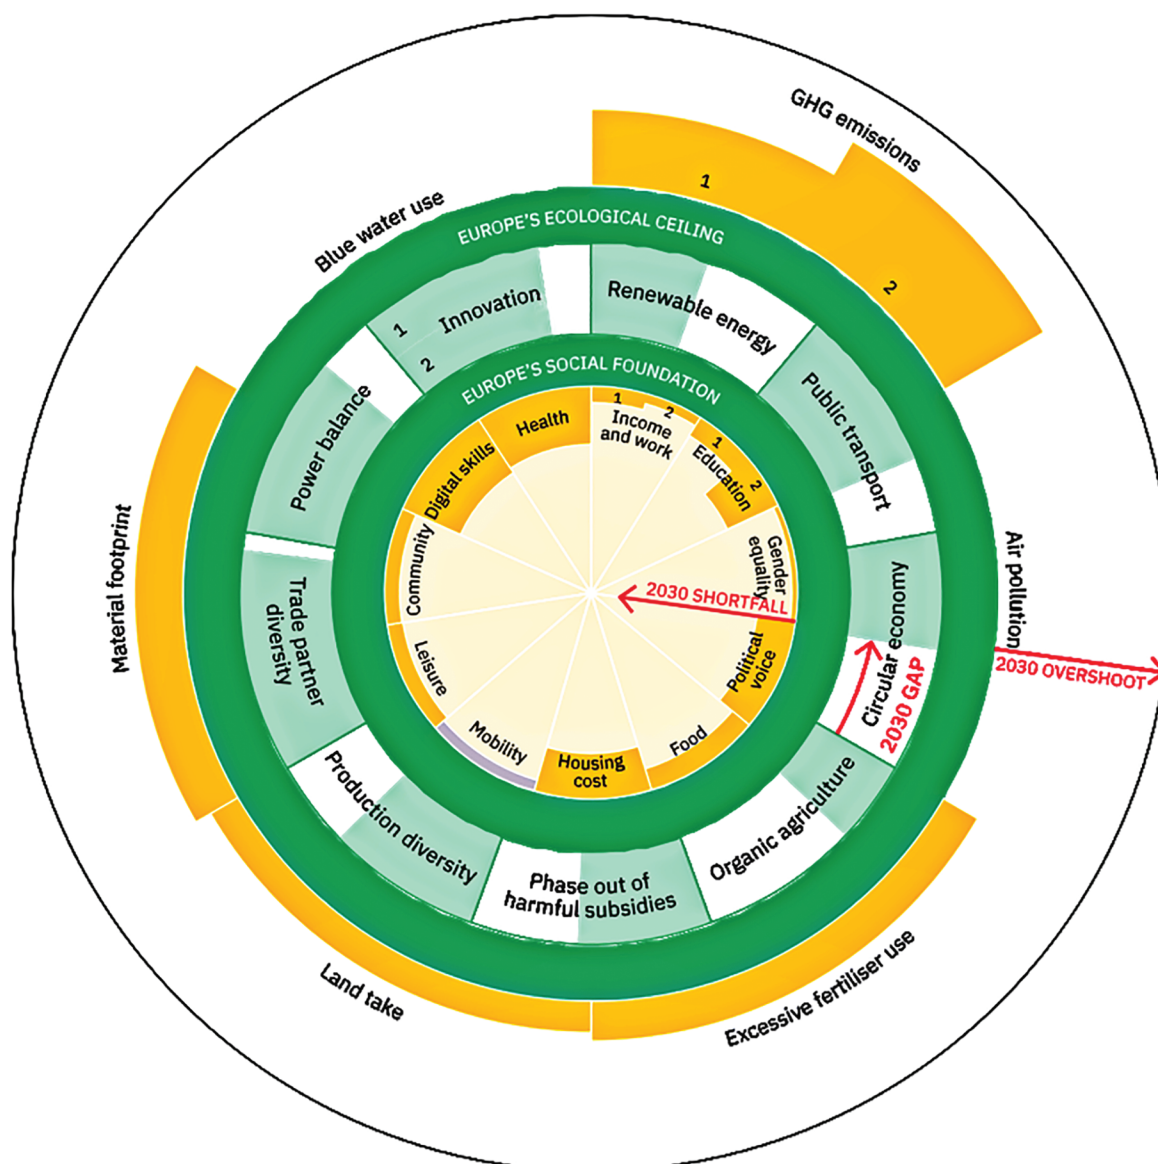 GHG emissions
1
2
Blue water use
EUROPE'S ECOLOGICAL CEILING
1
Innovation
2
Renewable energy
EUROPE'S SOCIAL FOUNDATION
Public transport
Power balance
Health
1
2
Income
and work
1
Education
2
Digital skills
Gender
equality
Community
2030 SHORTFALL
Air pollution
2030 OVERSHOOT
Circular economy
2030 GAP
Material footprint
Trade partner
diversity
Leisure
Political
voice
Mobility
Housing
cost
Food
Production diversity
Phase out of
harmful subsidies
Organic agriculture
Land take
Excessive fertiliser use